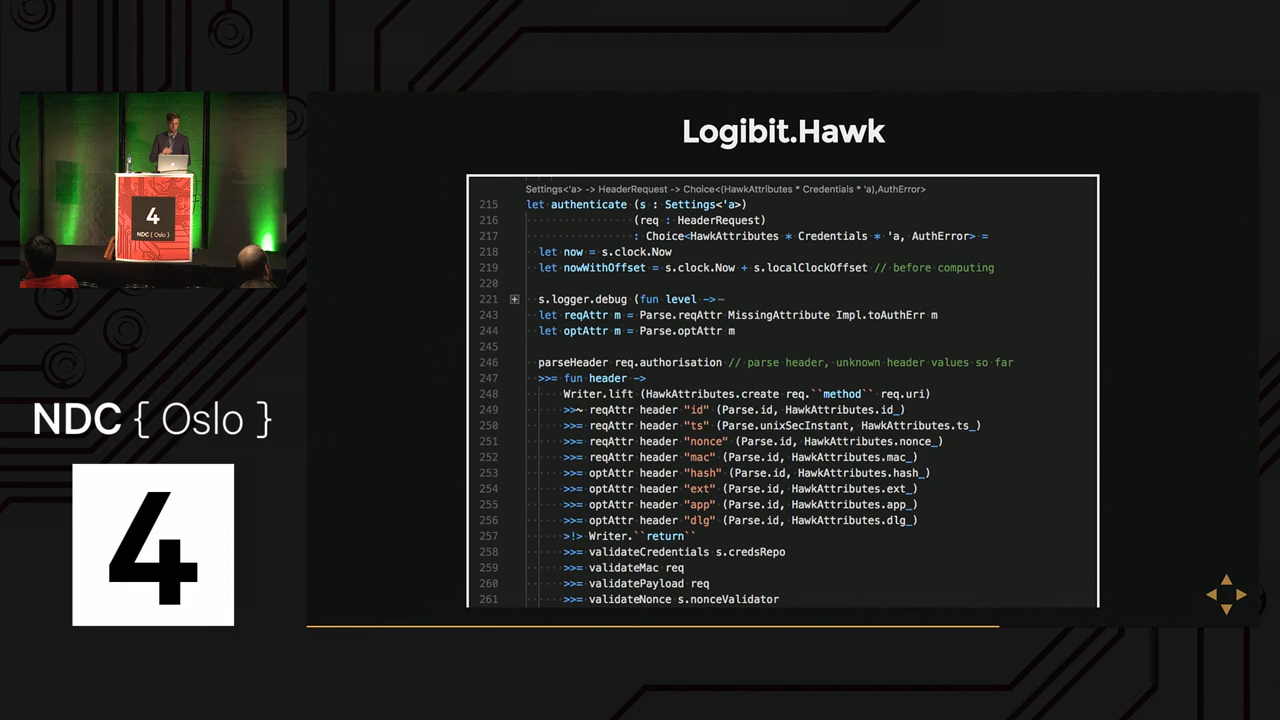 Logibit.Hawk
Settings<'a> -> HeaderRequest -> Choice<(HawkAttributes * Credentials * 'a),AuthError>
215 let authenticate (s : Settings<'a>)
216 (req : HeaderRequest)
217 : Choice<HawkAttributes * Credentials * 'a, AuthError> =
218 let now = s.clock.Now
219 let nowWithOffset = s.clock.Now + s.localClockOffset // before computing
220
221 s.logger.debug (fun level ->⋯
243 let reqAttr m = Parse.reqAttr MissingAttribute Impl.toAuthErr m
244 let optAttr m = Parse.optAttr m
245
246 parseHeader req.authorisation // parse header, unknown header values so far
247 >>= fun header ->
248 Writer.lift (HawkAttributes.create req.``method`` req.uri)
249 >>~ reqAttr header "id" (Parse.id, HawkAttributes.id_)
250 >>= reqAttr header "ts" (Parse.unixSecInstant, HawkAttributes.ts_)
251 >>= reqAttr header "nonce" (Parse.id, HawkAttributes.nonce_)
252 >>= reqAttr header "mac" (Parse.id, HawkAttributes.mac_)
253 >>= optAttr header "hash" (Parse.id, HawkAttributes.hash_)
254 >>= optAttr header "ext" (Parse.id, HawkAttributes.ext_)
255 >>= optAttr header "app" (Parse.id, HawkAttributes.app_)
256 >>= optAttr header "dlg" (Parse.id, HawkAttributes.dlg_)
257 >!> Writer.``return``
258 >>= validateCredentials s.credsRepo
259 >>= validateMac req
260 >>= validatePayload req
261 >>= validateNonce s.nonceValidator
4
NDC { Oslo }
NDC { Oslo }
4